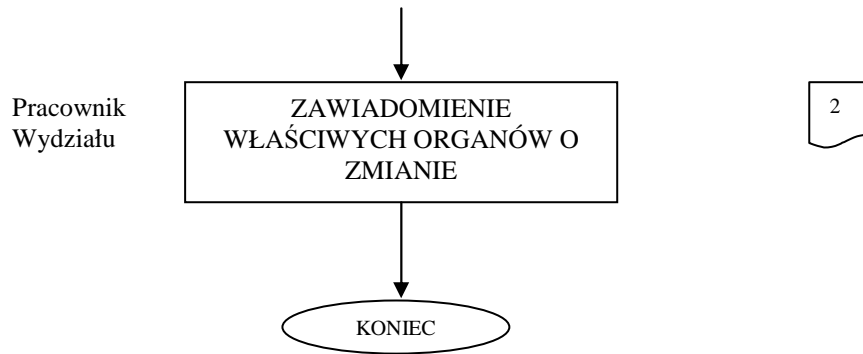 Pracownik
Wydziału
ZAWIADOMIENIE
WŁAŚCIWYCH ORGANÓW O
ZMIANIE
2
KONIEC